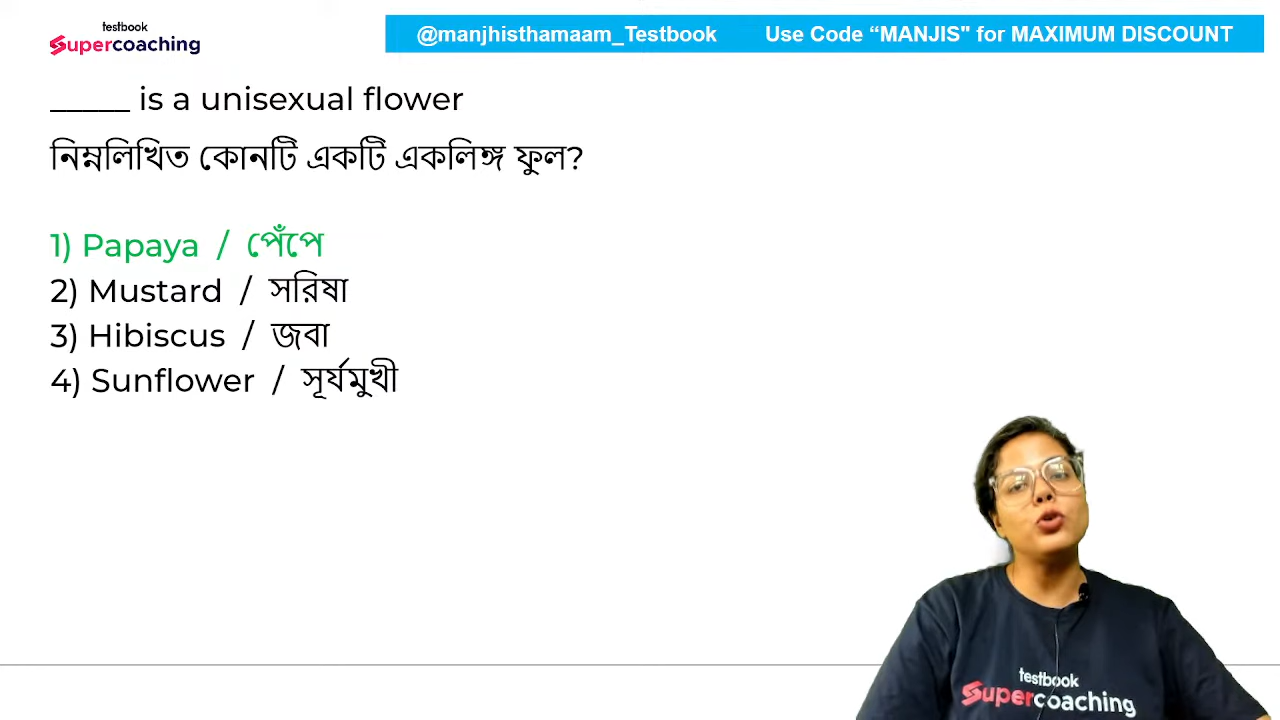 testbook
Supercoaching
@manjhisthamaam_Testbook Use Code “MANJIS" for MAXIMUM DISCOUNT
_____ is a unisexual flower
নিম্নলিখিত কোনটি একটি একলিঙ্গ ফুল?
1) Papaya / পেঁপে
2) Mustard / সরিষা
3) Hibiscus / জবা
4) Sunflower / সূর্যমুখী
testbook
Supercoaching